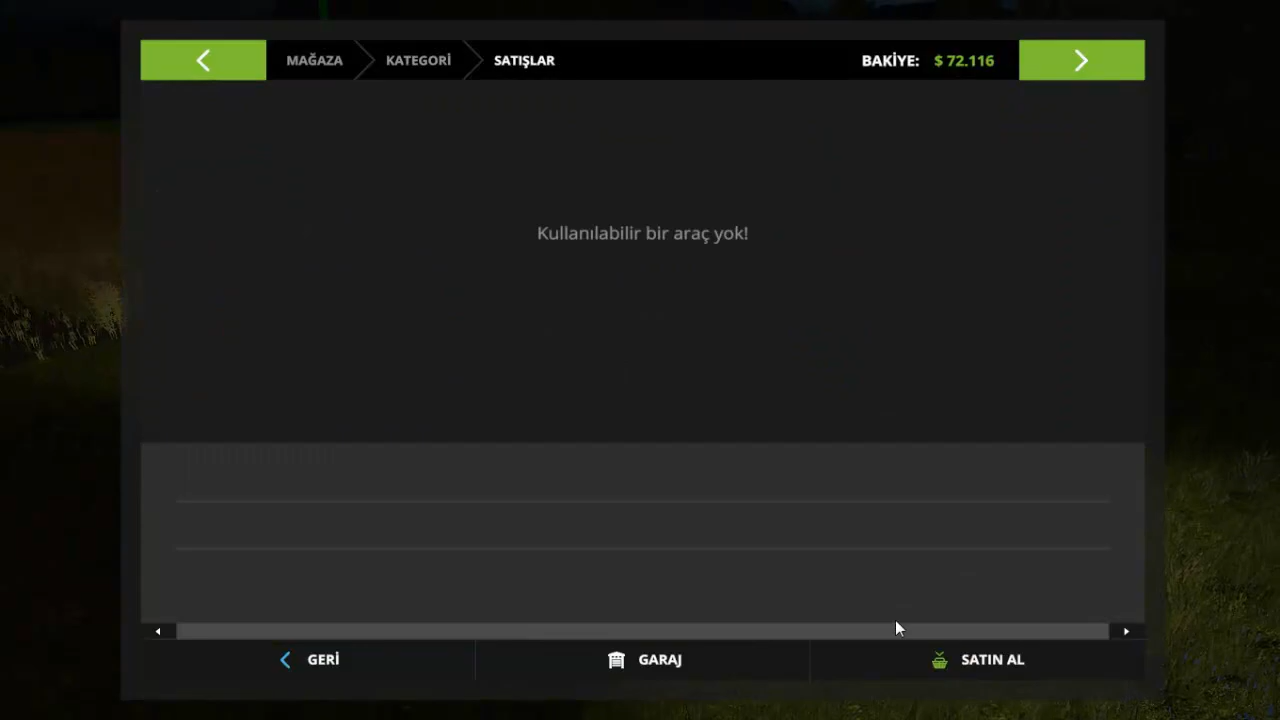 MAĞAZA KATEGORİ SATIŞLAR BAKİYE: $ 72.116
Kullanılabilir bir araç yok!
GERİ GARAJ SATIN AL